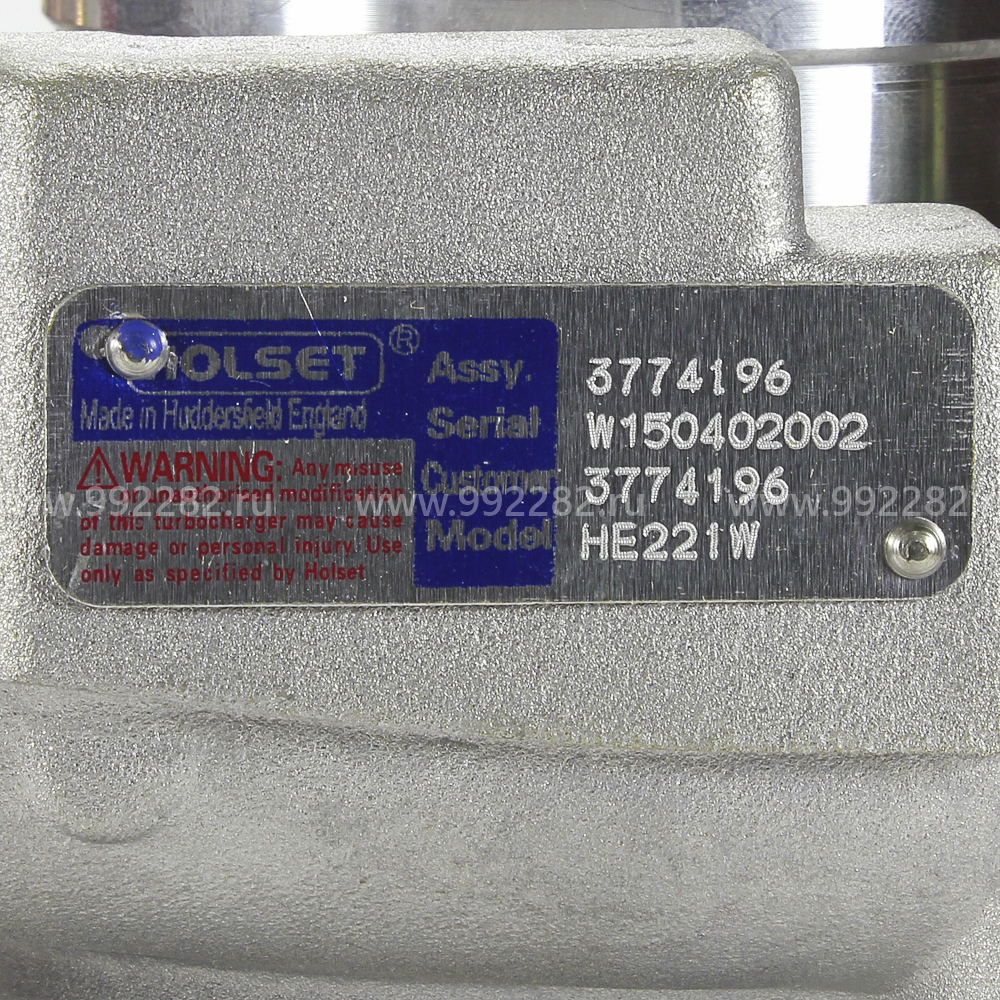 HOLSET ®
Made in Huddersfield England
WARNING: Any misuse
or unauthorized modification
of this turbocharger may cause
damage or personal injury. Use
only as specified by Holset
Assy. 3774196
Serial W150402002
Customer 3774196
Model HE221W
www.992282.ru www.992282.ru www.992282.ru